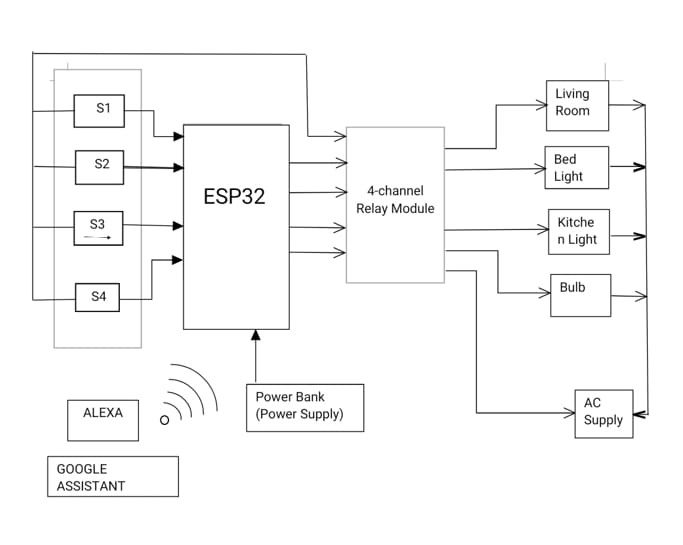 S1
S2
S3
S4
ESP32
4-channel
Relay Module
Living
Room
Bed
Light
Kitche
n Light
Bulb
AC
Supply
Power Bank
(Power Supply)
ALEXA
GOOGLE
ASSISTANT